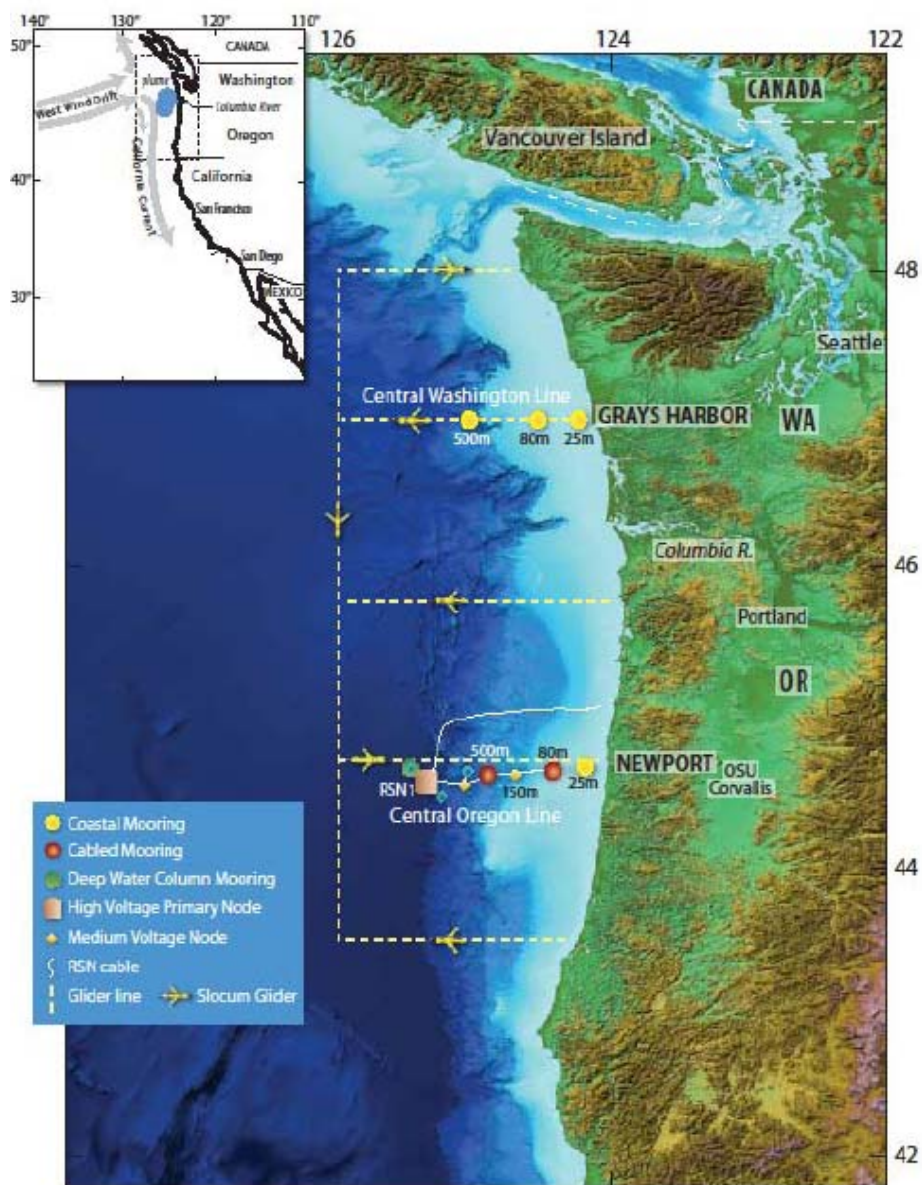 140° 130° 120° 110°
50°
CANADA
Washington
plume
Columbia River
West Wind Drift
Oregon
40°
California
California Current
San Francisco
San Diego
30°
MEXICO
126 124 122
CANADA
Vancouver Island
48
Seattle
Central Washington Line
GRAYS HARBOR
WA
500m 80m 25m
Columbia R.
46
Portland
OR
500m 80m
NEWPORT
OSU
Corvallis
RSN1 150m 25m
Central Oregon Line
44
Coastal Mooring
Cabled Mooring
Deep Water Column Mooring
High Voltage Primary Node
Medium Voltage Node
RSN cable
Glider line Slocum Glider
42